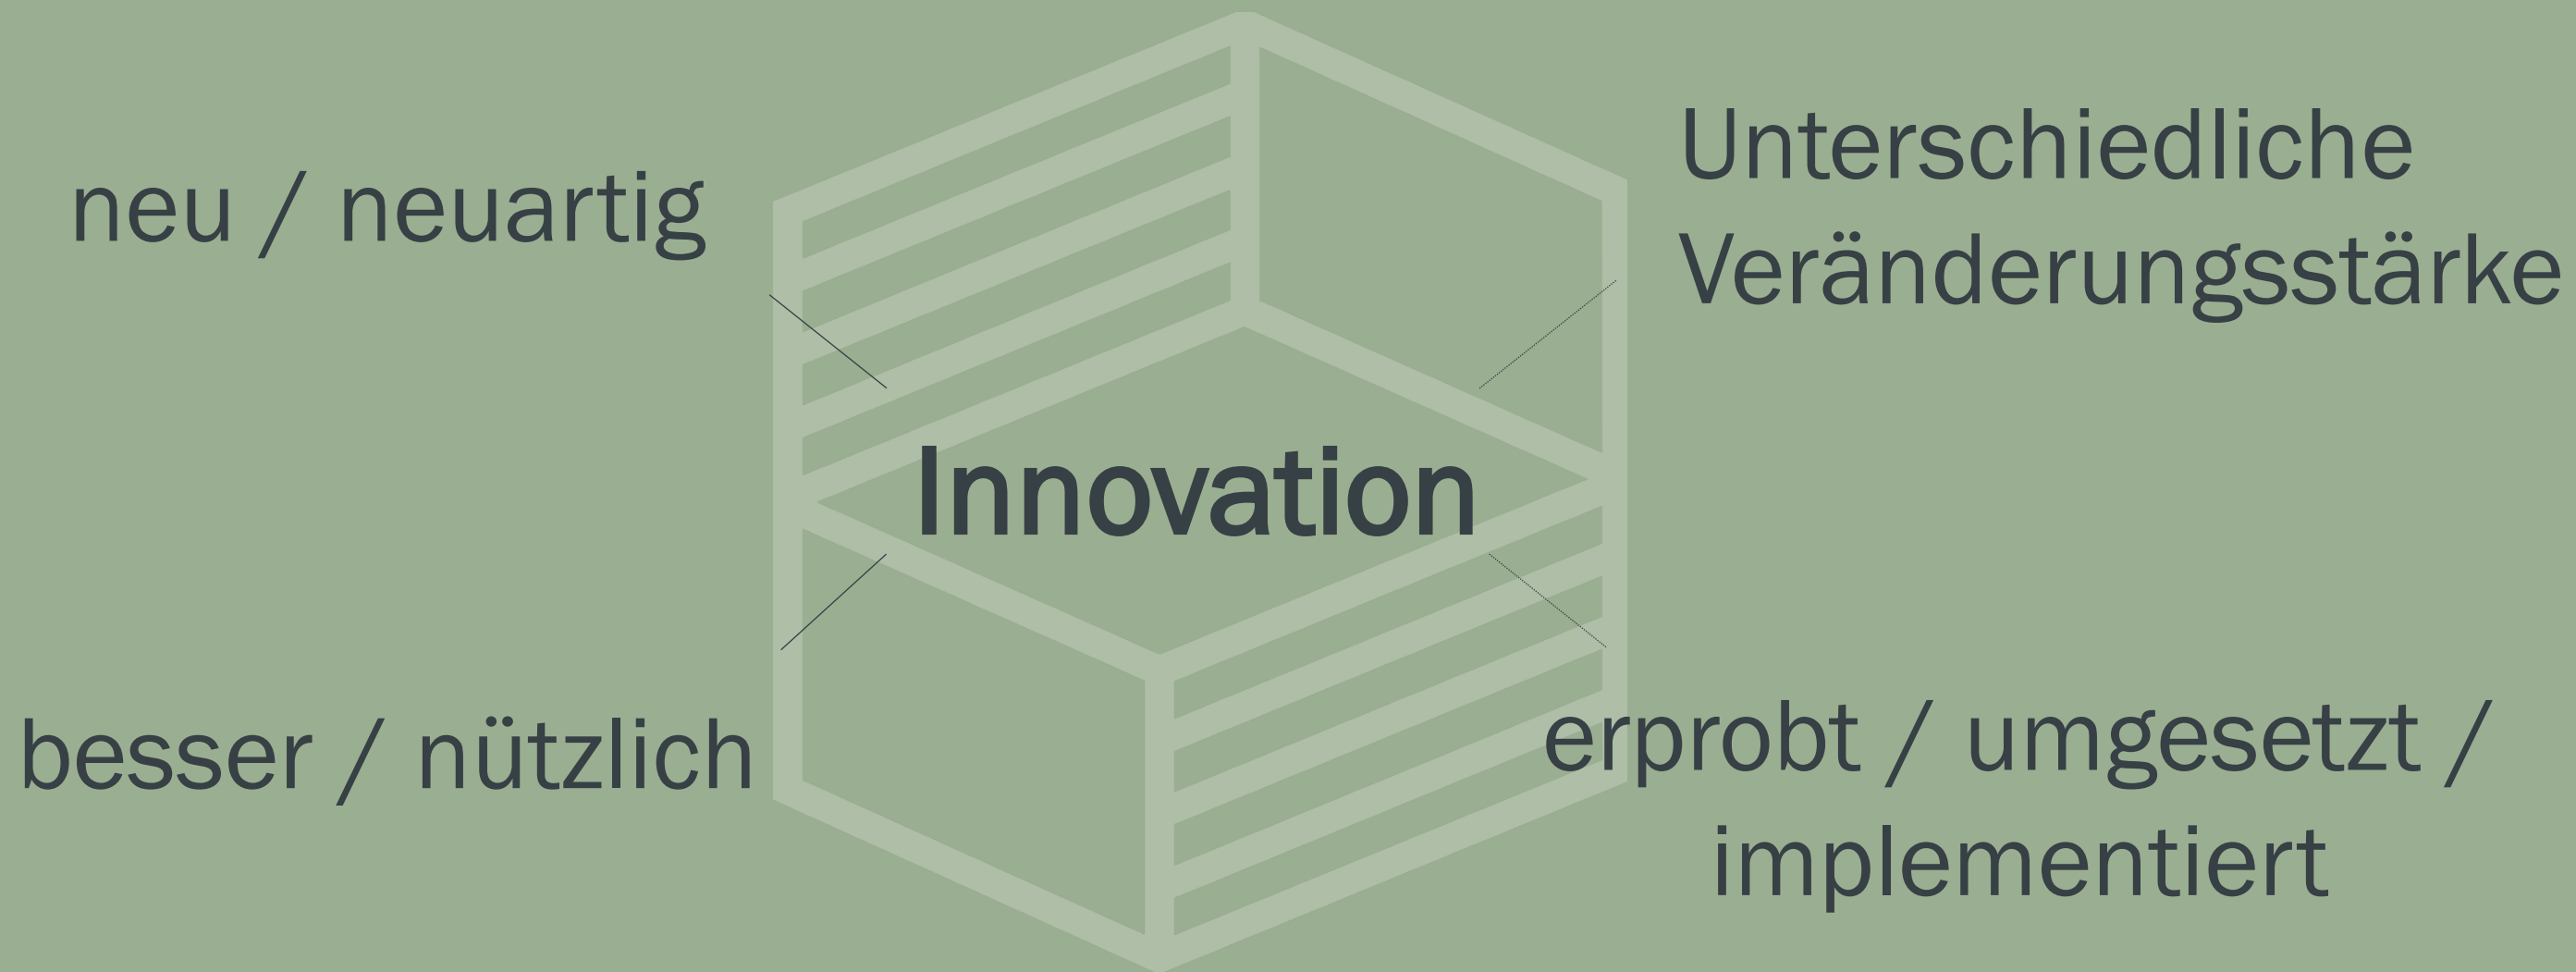 neu / neuartig
Unterschiedliche
Veränderungsstärke
Innovation
besser / nützlich
erprobt / umgesetzt /
implementiert